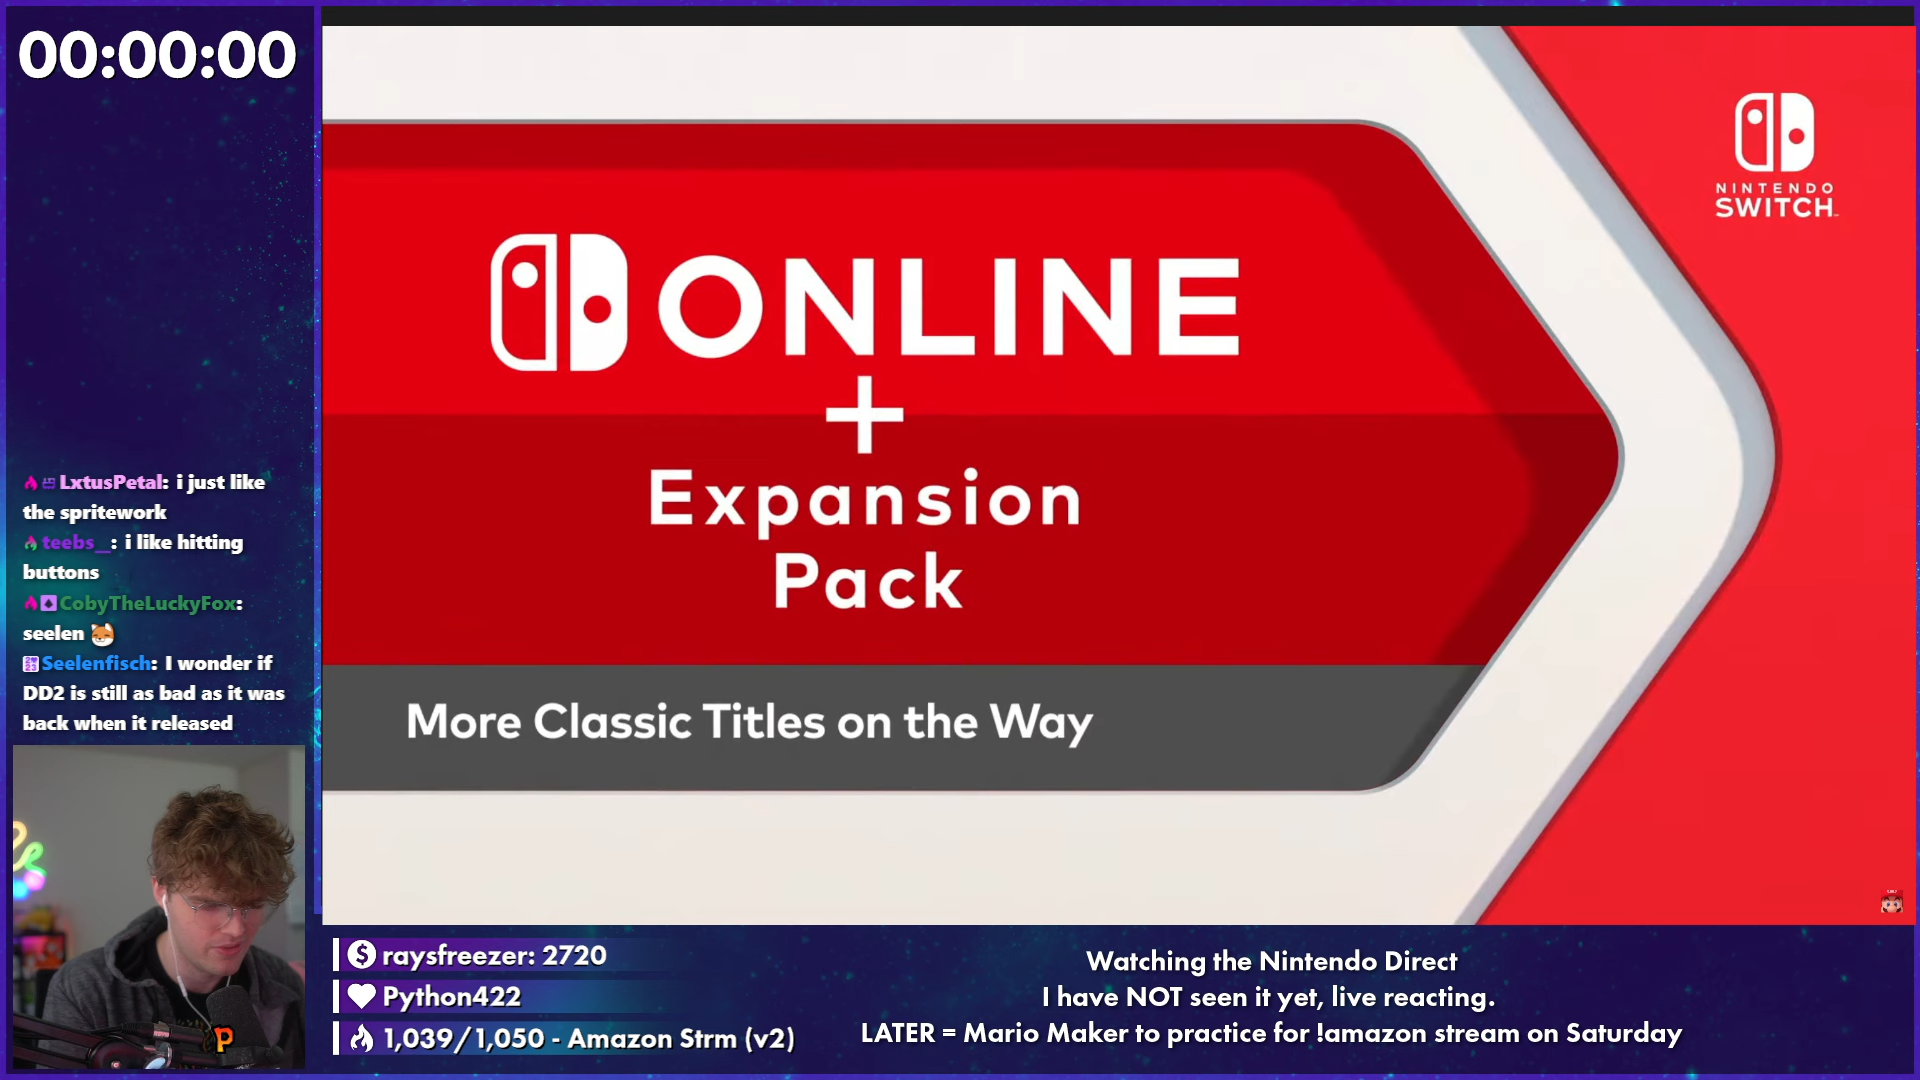 00:00:00
LxtusPetal: i just like
the spritework
teebs__: i like hitting
buttons
CobyTheLuckyFox:
seelen
Seelenfisch: I wonder if
DD2 is still as bad as it was
back when it released
NINTENDO
SWITCH
ONLINE
+
Expansion
Pack
More Classic Titles on the Way
raysfreezer: 2720
Python422
1,039/1,050 - Amazon Strm (v2)
Watching the Nintendo Direct
I have NOT seen it yet, live reacting.
LATER = Mario Maker to practice for !amazon stream on Saturday